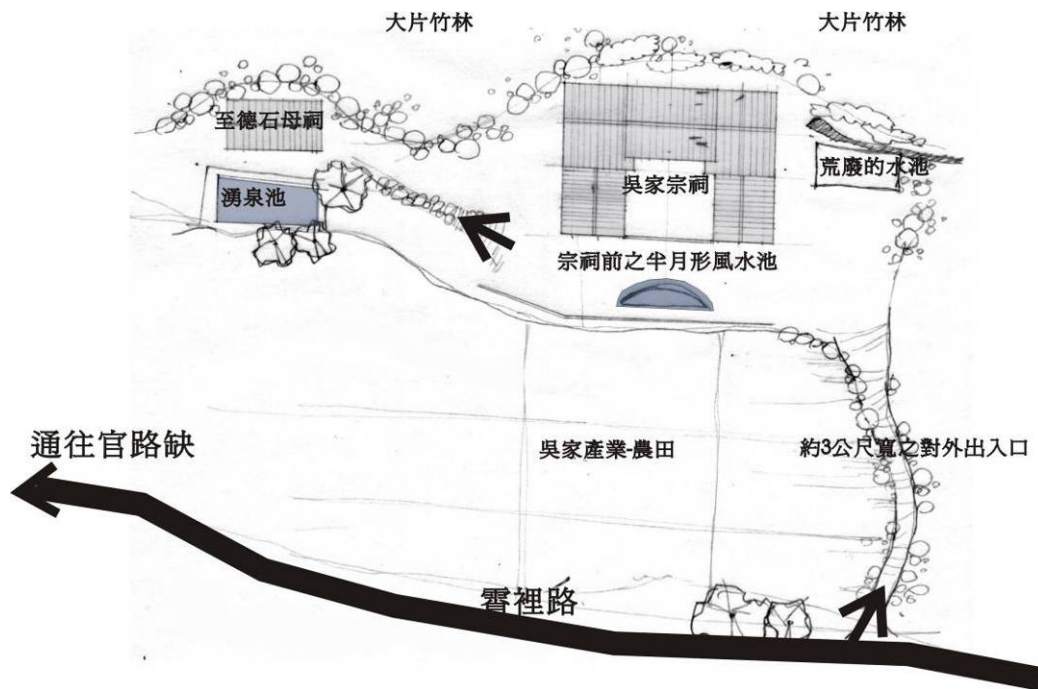 大片竹林
大片竹林
至德石母祠
荒廢的水池
吳家宗祠
湧泉池
宗祠前之半月形風水池
通往官路缺
吳家產業-農田
約3公尺寬之對外出入口
霄裡路